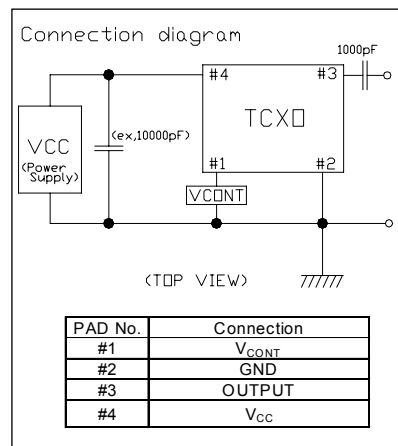 Connection diagram
1000pF
#4 #3
TCXO
VCC
(Power
Supply)
(ex,10000pF)
#1 #2
VCONT
(TOP VIEW)
PAD No. Connection
#1 VCONT
#2 GND
#3 OUTPUT
#4 VCC